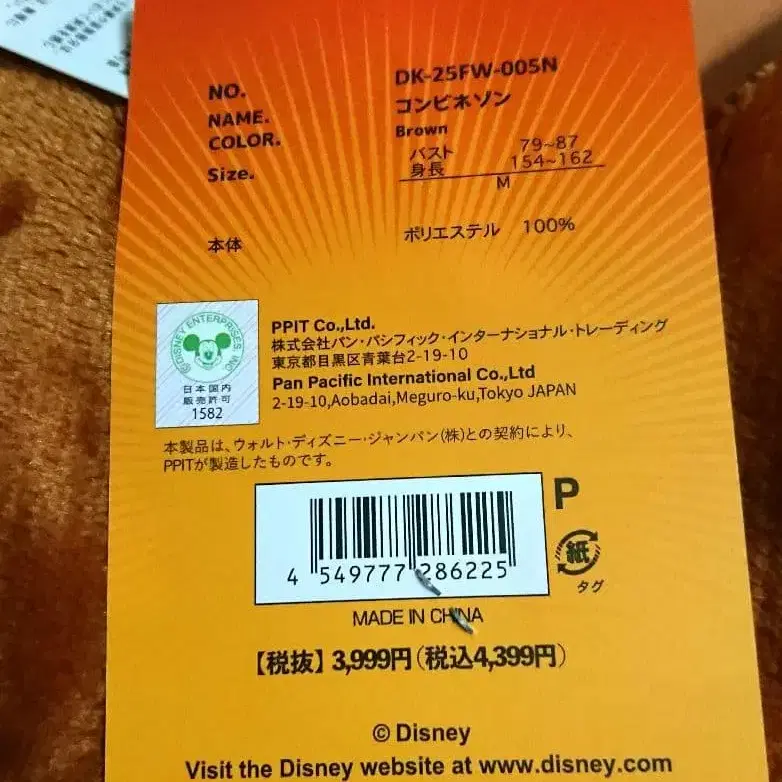 NO. DK-25FW-005N
NAME. コンビネゾン
COLOR. Brown
Size. バスト 79~87
身長 154~162
M
本体 ポリエステル 100%
©DISNEY ENTERPRISES, INC.
日本国内
販売許可
1582
PPIT Co.,Ltd.
株式会社パン・パシフィック・インターナショナル・トレーディング
東京都目黒区青葉台2-19-10
Pan Pacific International Co.,Ltd
2-19-10,Aobadai,Meguro-ku,Tokyo JAPAN
本製品は、ウォルト・ディズニー・ジャンパン(株)との契約により、
PPITが製造したものです。
P
紙
タグ
4 549777 286225
MADE IN CHINA
【税抜】3,999円(税込4,399円)
© Disney
Visit the Disney website at www.disney.com